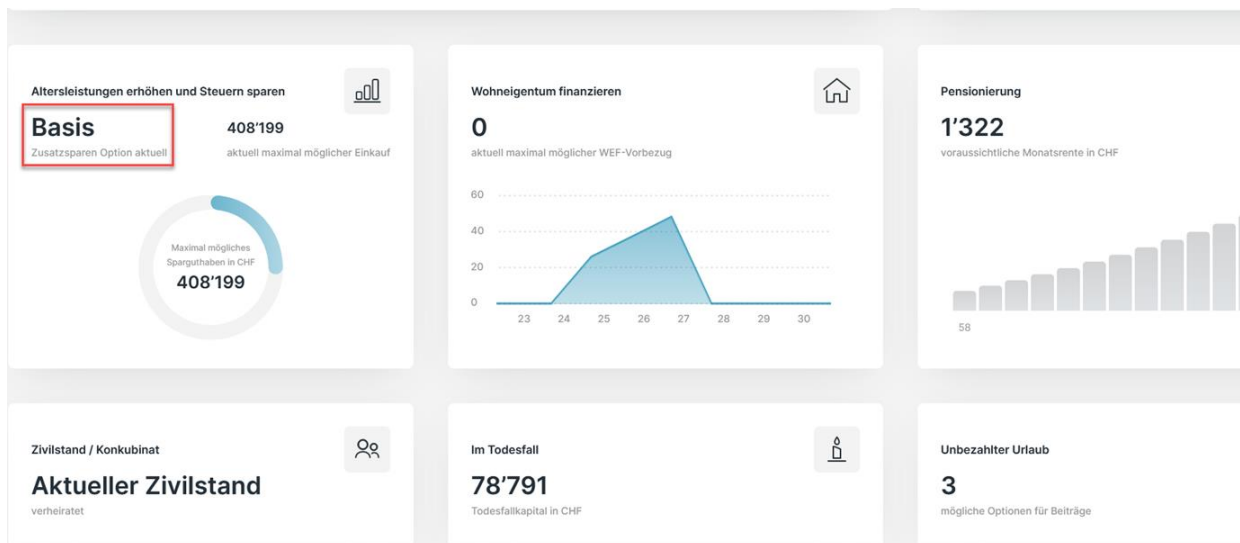 Altersleistungen erhöhen und Steuern sparen
Basis
Zusatzsparen Option aktuell
408'199
aktuell maximal möglicher Einkauf
Maximal mögliches
Sparguthaben in CHF
408'199
Wohneigentum finanzieren
0
aktuell maximal möglicher WEF-Vorbezug
60
40
20
0
23 24 25 26 27 28 29 30
Pensionierung
1'322
voraussichtliche Monatsrente in CHF
58
Zivilstand / Konkubinat
Aktueller Zivilstand
verheiratet
Im Todesfall
78'791
Todesfallkapital in CHF
Unbezahlter Urlaub
3
mögliche Optionen für Beiträge